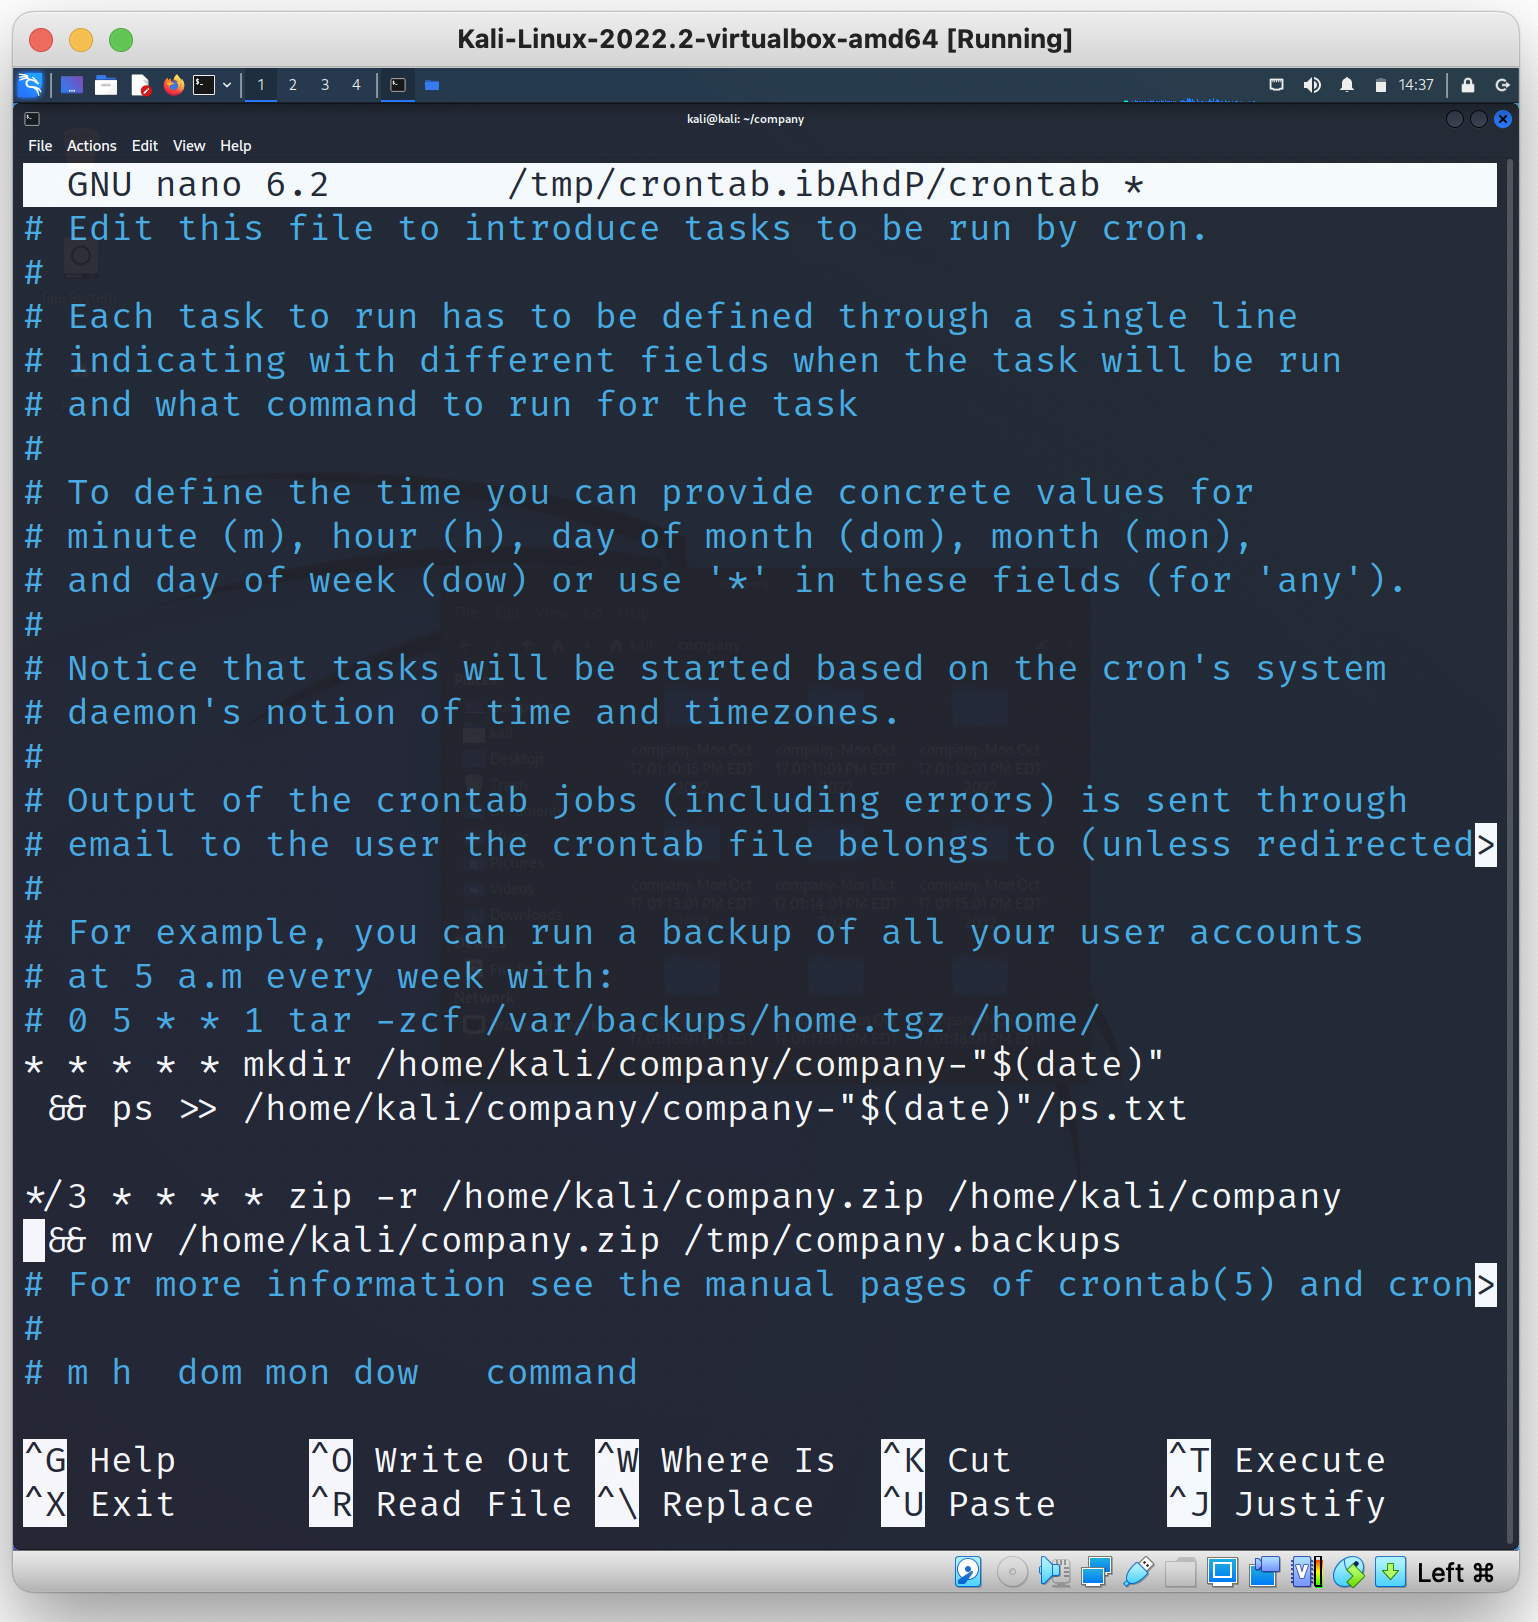 Kali-Linux-2022.2-virtualbox-amd64 [Running]
1 2 3 4 14:37
kali@kali: ~/company
File Actions Edit View Help
GNU nano 6.2 /tmp/crontab.ibAhdP/crontab *
# Edit this file to introduce tasks to be run by cron.
#
# Each task to run has to be defined through a single line
# indicating with different fields when the task will be run
# and what command to run for the task
#
# To define the time you can provide concrete values for
# minute (m), hour (h), day of month (dom), month (mon),
# and day of week (dow) or use '*' in these fields (for 'any').
#
# Notice that tasks will be started based on the cron's system
# daemon's notion of time and timezones.
#
# Output of the crontab jobs (including errors) is sent through
# email to the user the crontab file belongs to (unless redirected>
#
# For example, you can run a backup of all your user accounts
# at 5 a.m every week with:
# 0 5 * * 1 tar -zcf /var/backups/home.tgz /home/
* * * * * mkdir /home/kali/company/company-"$(date)"
&& ps >> /home/kali/company/company-"$(date)"/ps.txt
*/3 * * * * zip -r /home/kali/company.zip /home/kali/company
&& mv /home/kali/company.zip /tmp/company.backups
# For more information see the manual pages of crontab(5) and cron>
#
# m h  dom mon dow   command
^G Help ^O Write Out ^W Where Is ^K Cut ^T Execute
^X Exit ^R Read File ^\ Replace ^U Paste ^J Justify
Left ⌘